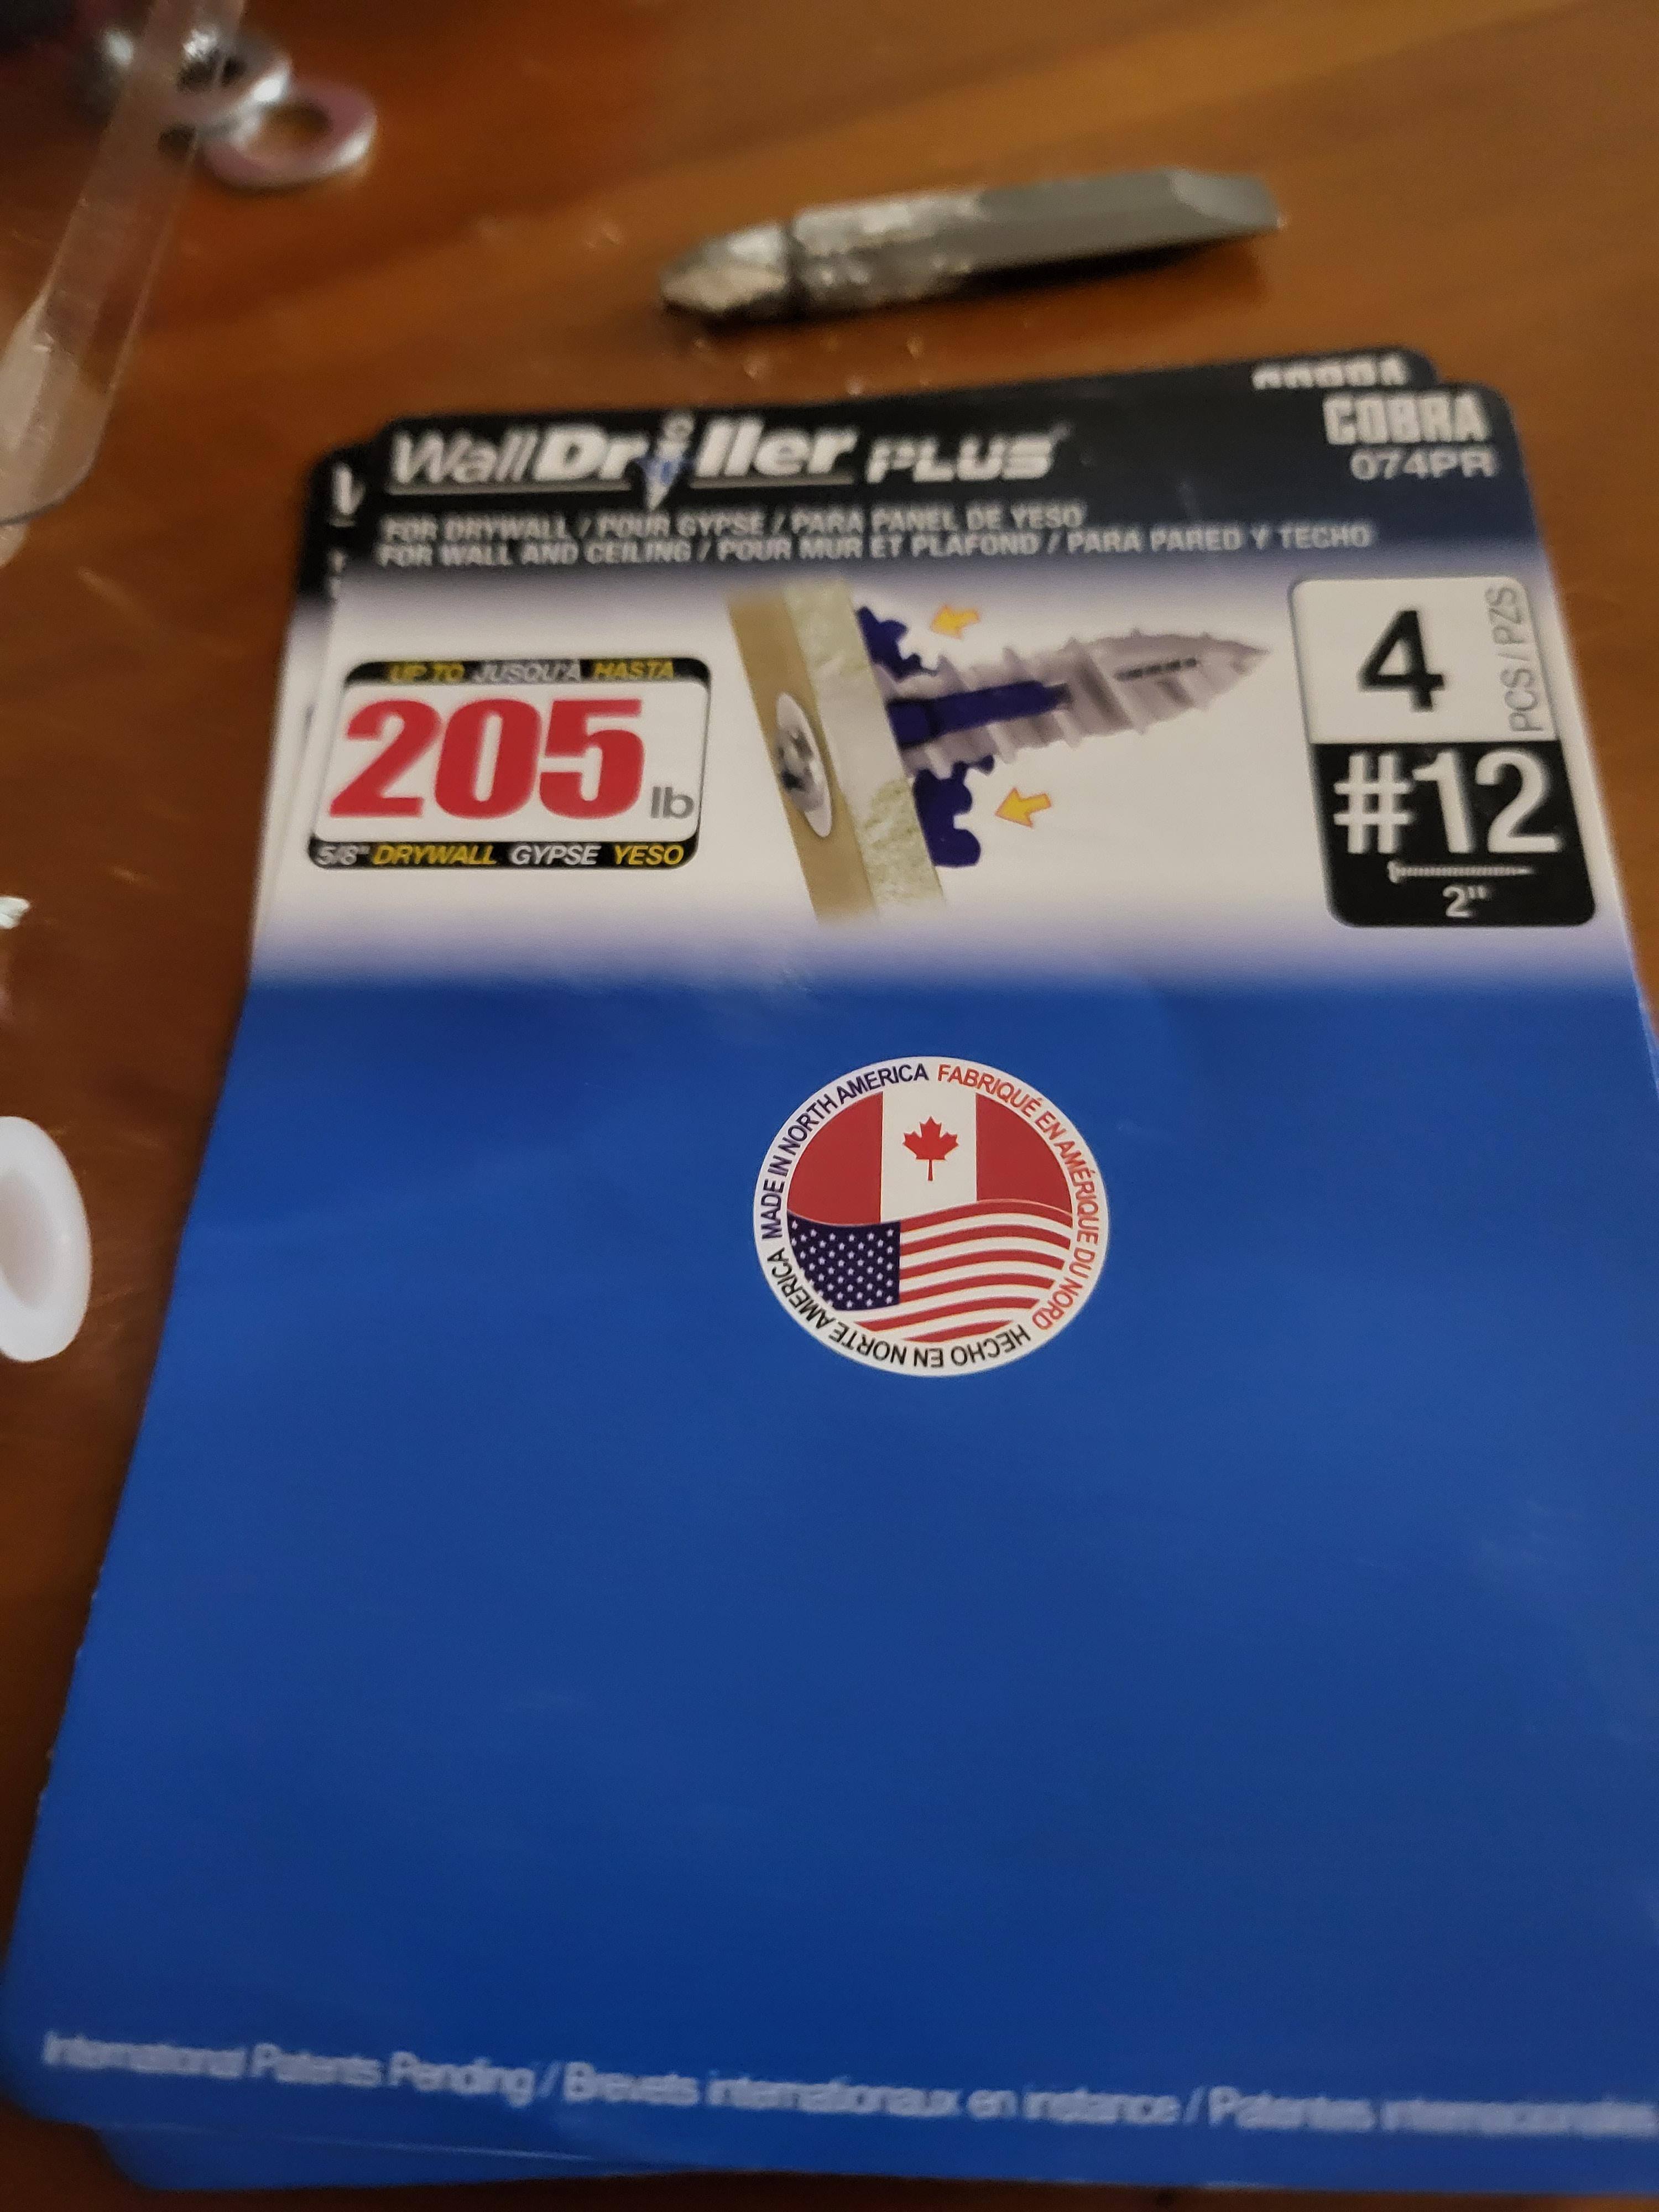 COBRA
WallDriller PLUS
COBRA
074PR
FOR DRYWALL / POUR GYPSE / PARA PANEL DE YESO
FOR WALL AND CEILING / POUR MUR ET PLAFOND / PARA PARED Y TECHO
UP TO JUSQU'À HASTA
205 lb
5/8" DRYWALL GYPSE YESO
4 PCS / PZS
#12
2"
MADE IN NORTH AMERICA FABRIQUÉ EN AMÉRIQUE DU NORD HECHO EN NORTE AMERICA
International Patents Pending / Brevets internationaux en instance / Patentes internacionales